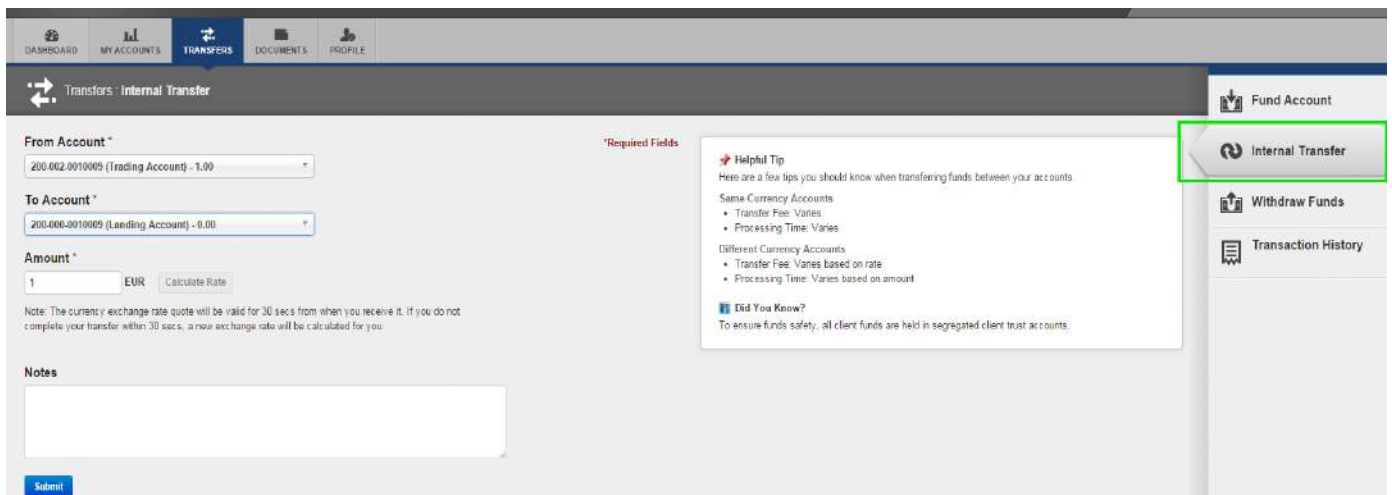 DASHBOARD
MY ACCOUNTS
TRANSFERS
DOCUMENTS
PROFILE
Transfers : Internal Transfer
From Account *
*Required Fields
200-002-0010009 (Trading Account) - 1.00
To Account *
200-000-0010009 (Landing Account) - 0.00
Amount *
1
EUR
Calculate Rate
Note: The currency exchange rate quote will be valid for 30 secs from when you receive it. If you do not
complete your transfer within 30 secs, a new exchange rate will be calculated for you.
Notes
Submit
Helpful Tip
Here are a few tips you should know when transferring funds between your accounts.
Same Currency Accounts
• Transfer Fee: Varies
• Processing Time: Varies
Different Currency Accounts
• Transfer Fee: Varies based on rate
• Processing Time: Varies based on amount
Did You Know?
To ensure funds safety, all client funds are held in segregated client trust accounts.
Fund Account
Internal Transfer
Withdraw Funds
Transaction History